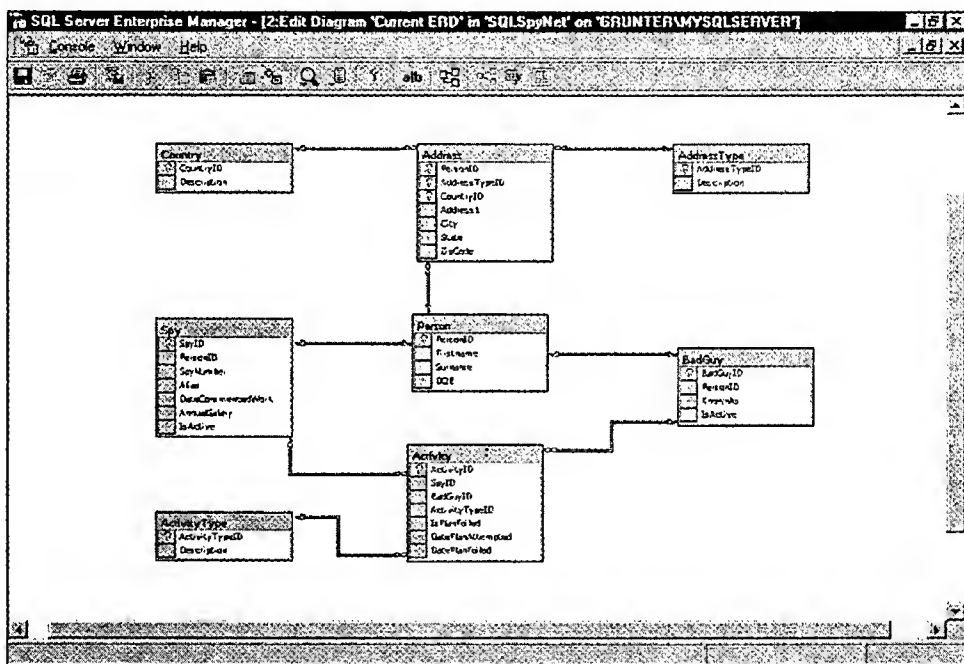 SQL Server Enterprise Manager - [2:Edit Diagram 'Current ERD' in 'SQLSpyNet' on 'GRUNTER\MYSQLSERVER']
Console Window Help
ab
Country
CountryID
Description
Address
PersonID
AddressTypeID
CountryID
Address1
City
State
ZipCode
AddressType
AddressTypeID
Description
Spy
SpyID
PersonID
SpyNumber
Alias
DateCommencedWork
AnnualSalary
IsActive
Person
PersonID
Firstname
Surname
DOB
BadGuy
BadGuyID
PersonID
KnownAs
IsActive
Activity
ActivityID
SpyID
BadGuyID
ActivityTypeID
IsPlanFoiled
DatePlanAttempted
DatePlanFoiled
ActivityType
ActivityTypeID
Description